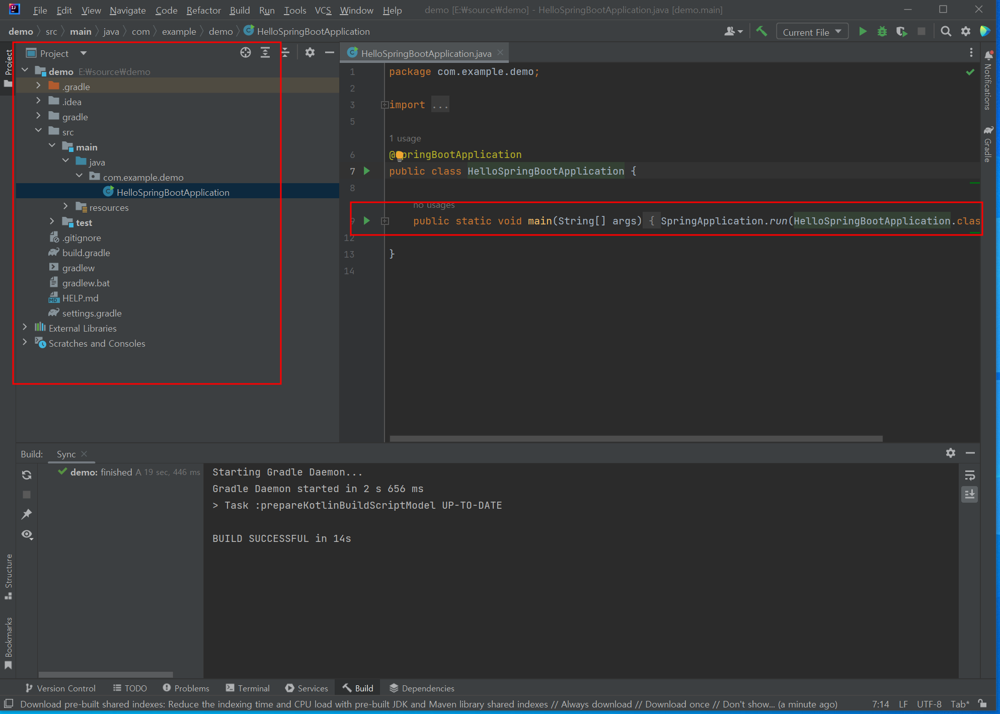 File Edit View Navigate Code Refactor Build Run Tools VCS Window Help demo [E:₩source₩demo] - HelloSpringBootApplication.java [demo.main]
demo src main java com example demo HelloSpringBootApplication Current File
Project
Project
HelloSpringBootApplication.java
demo E:₩source₩demo
.gradle
.idea
gradle
src
main
java
com.example.demo
HelloSpringBootApplication
resources
test
.gitignore
build.gradle
gradlew
gradlew.bat
HELP.md
settings.gradle
External Libraries
Scratches and Consoles
1 package com.example.demo;
2
3 import ...
5
1 usage
6 @SpringBootApplication
7 public class HelloSpringBootApplication {
8
no usages
9 public static void main(String[] args) { SpringApplication.run(HelloSpringBootApplication.clas
12
13 }
14
Notifications
Gradle
Build: Sync
demo: finished A 19 sec, 446 ms
Starting Gradle Daemon...
Gradle Daemon started in 2 s 656 ms
> Task :prepareKotlinBuildScriptModel UP-TO-DATE
BUILD SUCCESSFUL in 14s
Structure
Bookmarks
Version Control TODO Problems Terminal Services Build Dependencies
Download pre-built shared indexes: Reduce the indexing time and CPU load with pre-built JDK and Maven library shared indexes // Always download // Download once // Don't show... (a minute ago) 7:14 LF UTF-8 Tab*